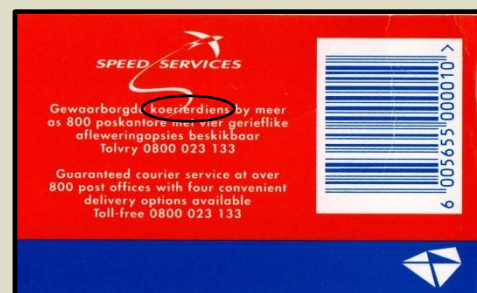 SPEED SERVICES
Gewaarborgde koerierdiens by meer
as 800 poskantore met vier gerieflike
afleweringopsies beskikbaar
Tolvry 0800 023 133
Guaranteed courier service at over
800 post offices with four convenient
delivery options available
Toll-free 0800 023 133
6 005655 000010 >